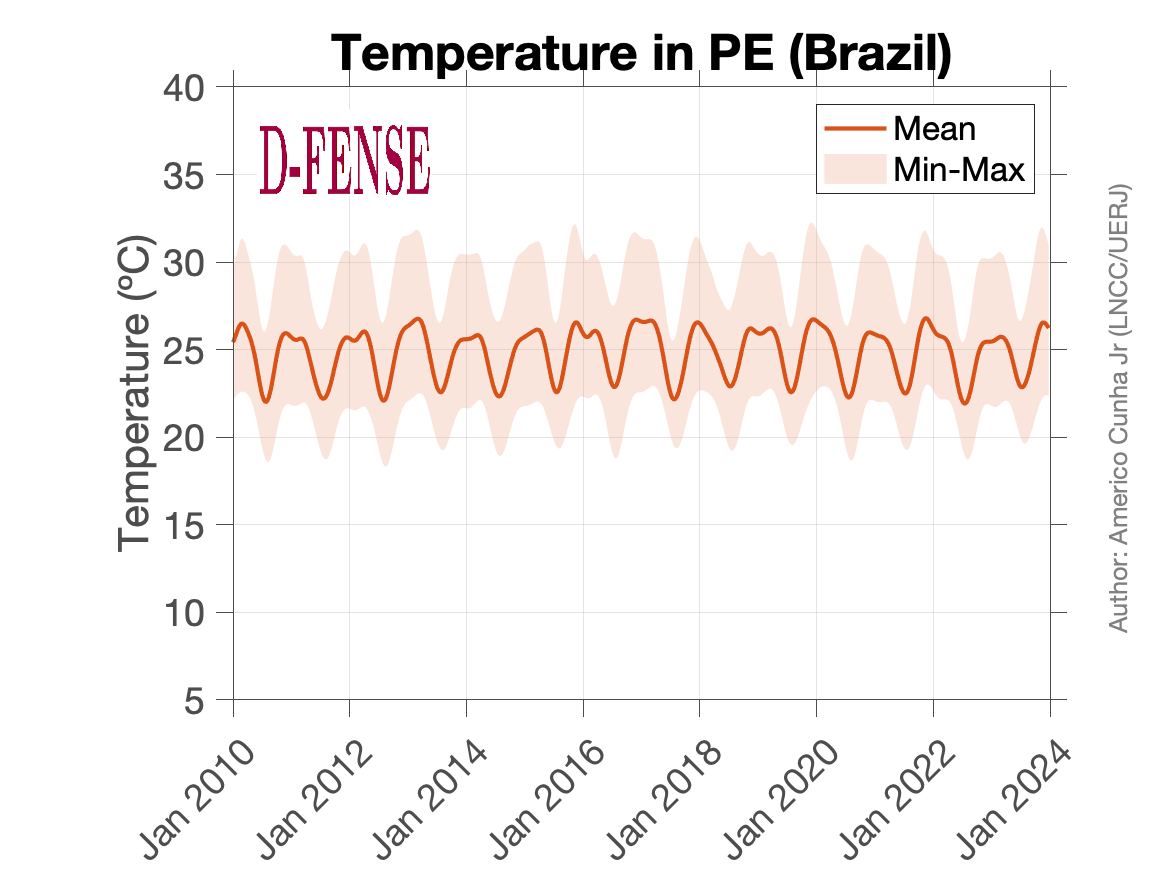 Temperature in PE (Brazil)
D-FENSE
Mean
Min-Max
Temperature (ºC)
40
35
30
25
20
15
10
5
Jan 2010
Jan 2012
Jan 2014
Jan 2016
Jan 2018
Jan 2020
Jan 2022
Jan 2024
Author: Americo Cunha Jr (LNCC/UERJ)